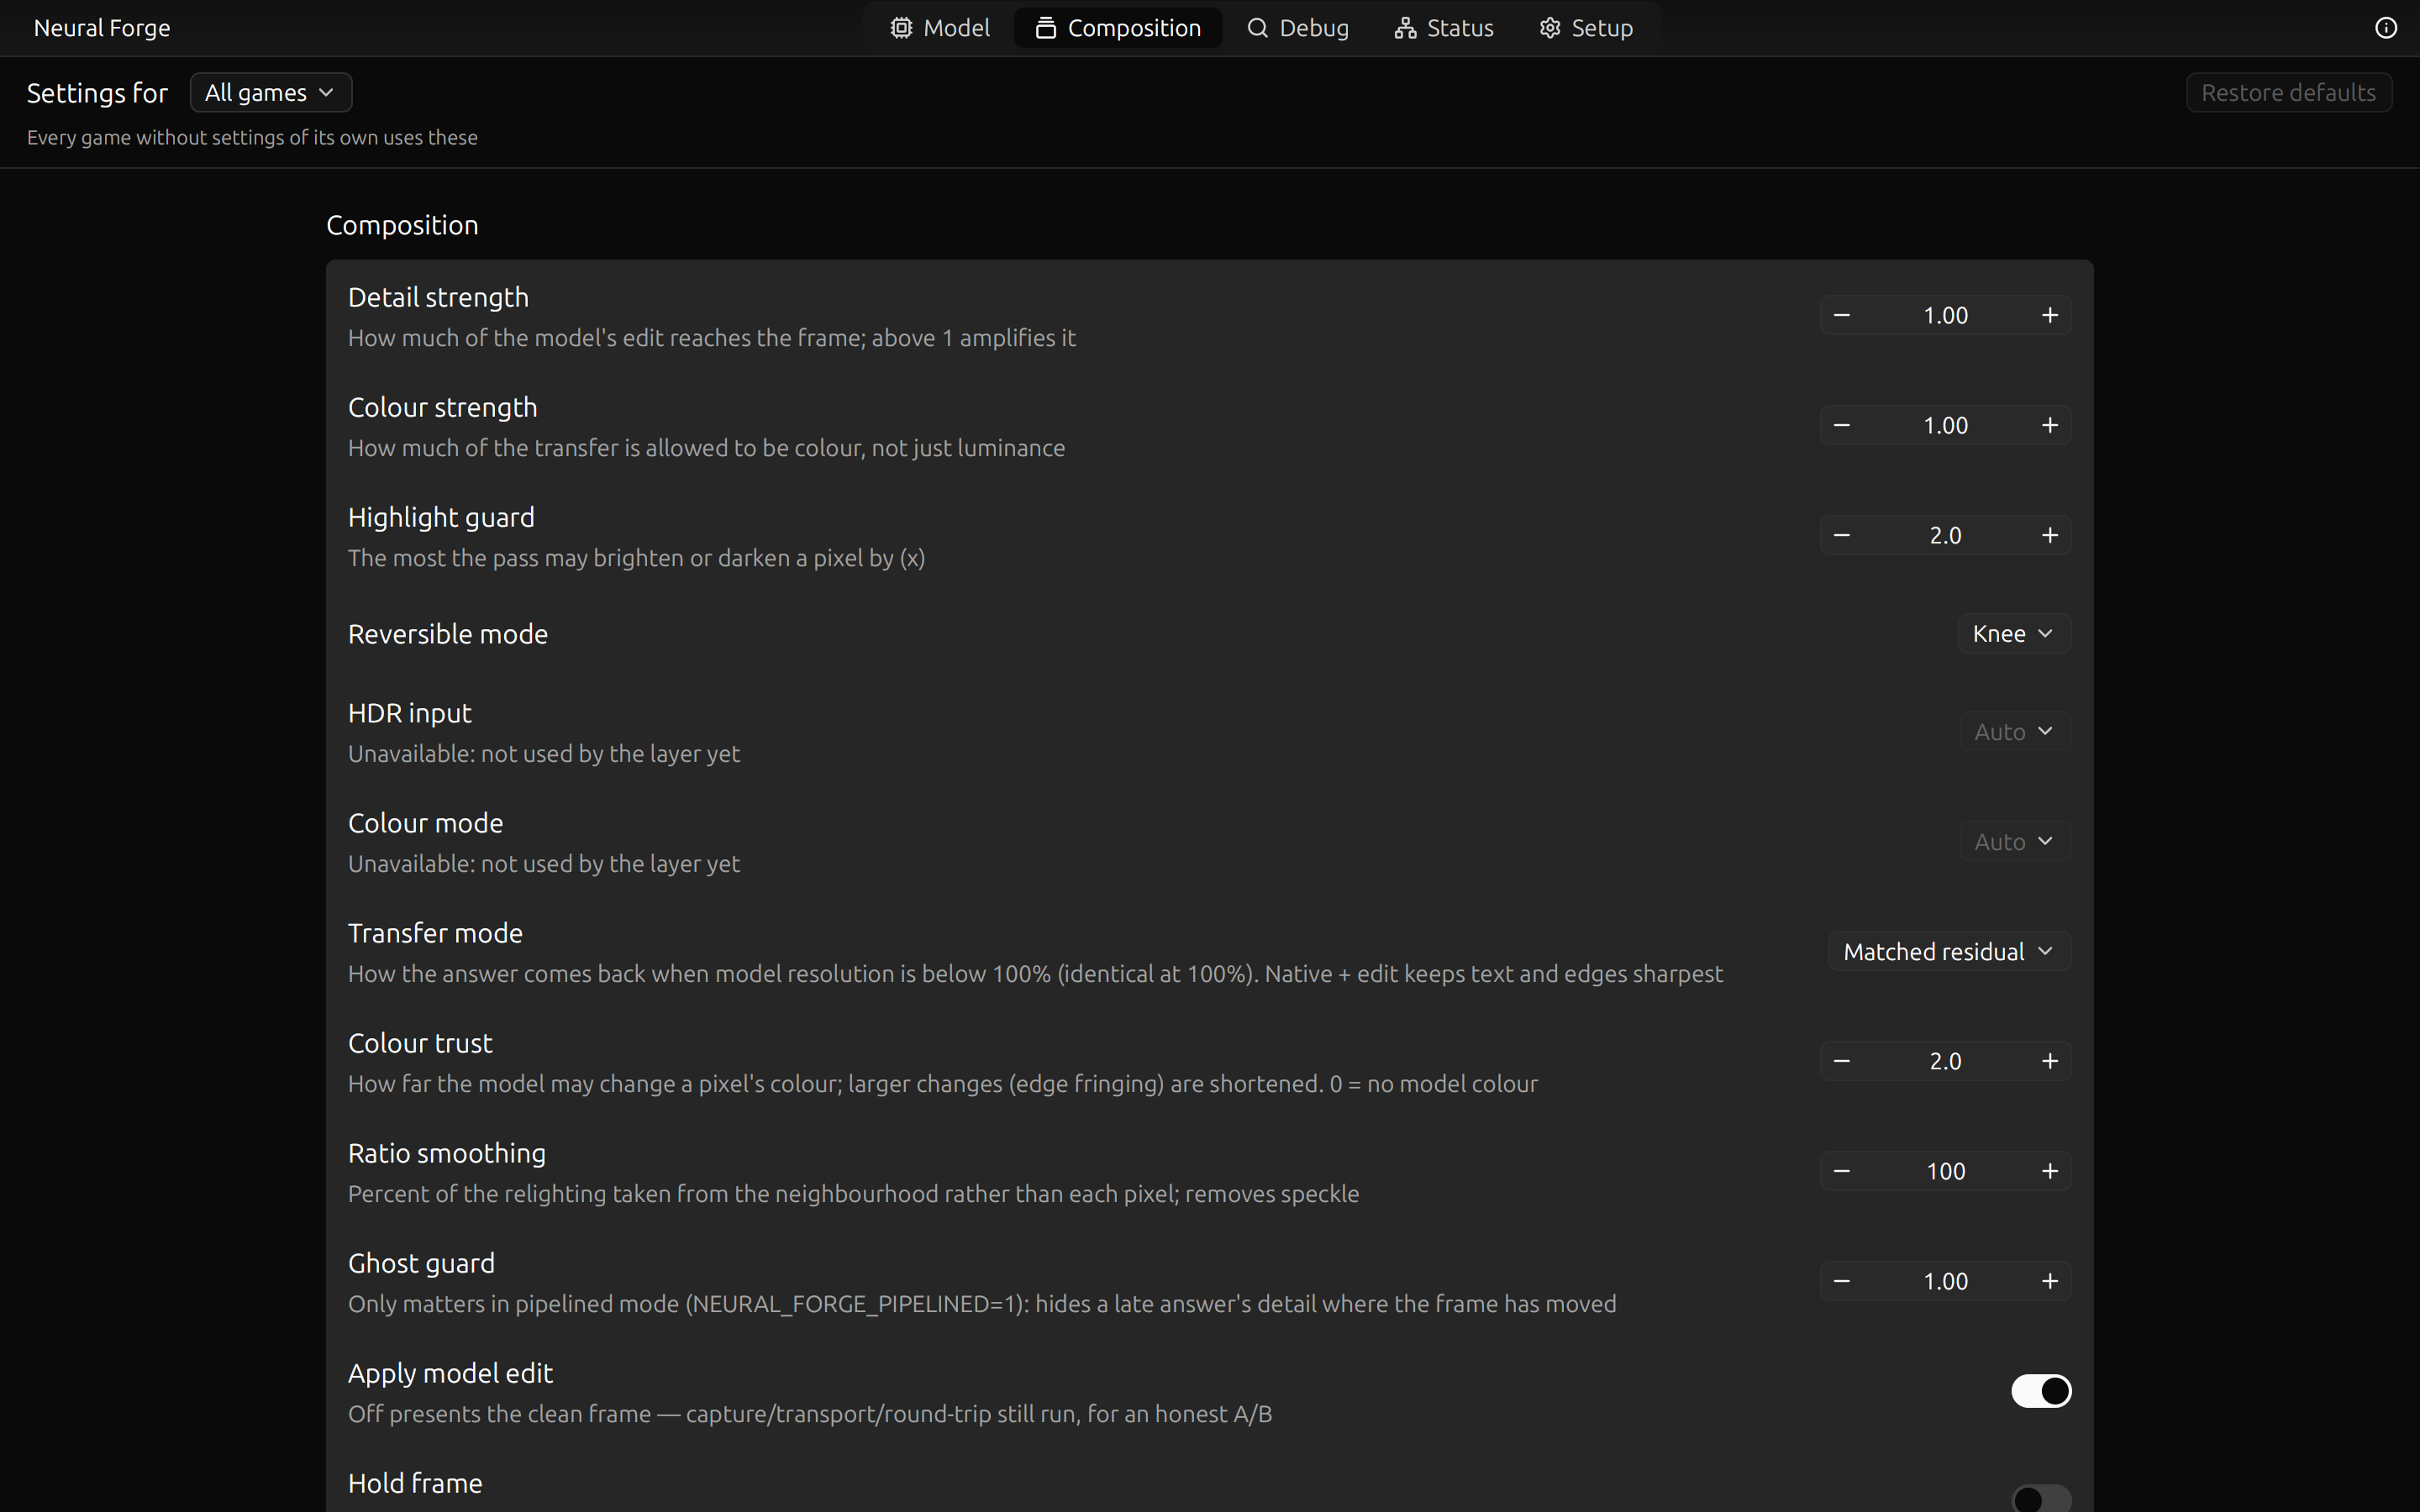 Neural Forge
Model
Composition
Debug
Status
Setup
Settings for
All games
Restore defaults
Every game without settings of its own uses these
Composition
Detail strength
How much of the model's edit reaches the frame; above 1 amplifies it
1.00
Colour strength
How much of the transfer is allowed to be colour, not just luminance
1.00
Highlight guard
The most the pass may brighten or darken a pixel by (x)
2.0
Reversible mode
Knee
HDR input
Unavailable: not used by the layer yet
Auto
Colour mode
Unavailable: not used by the layer yet
Auto
Transfer mode
How the answer comes back when model resolution is below 100% (identical at 100%). Native + edit keeps text and edges sharpest
Matched residual
Colour trust
How far the model may change a pixel's colour; larger changes (edge fringing) are shortened. 0 = no model colour
2.0
Ratio smoothing
Percent of the relighting taken from the neighbourhood rather than each pixel; removes speckle
100
Ghost guard
Only matters in pipelined mode (NEURAL_FORGE_PIPELINED=1): hides a late answer's detail where the frame has moved
1.00
Apply model edit
Off presents the clean frame — capture/transport/round-trip still run, for an honest A/B
Hold frame